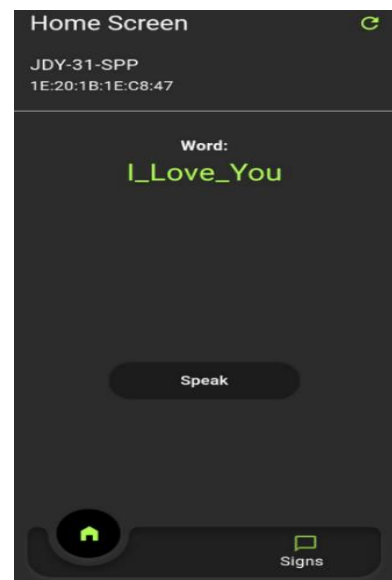 Home Screen
JDY-31-SPP
1E:20:1B:1E:C8:47
Word:
I_Love_You
Speak
Signs